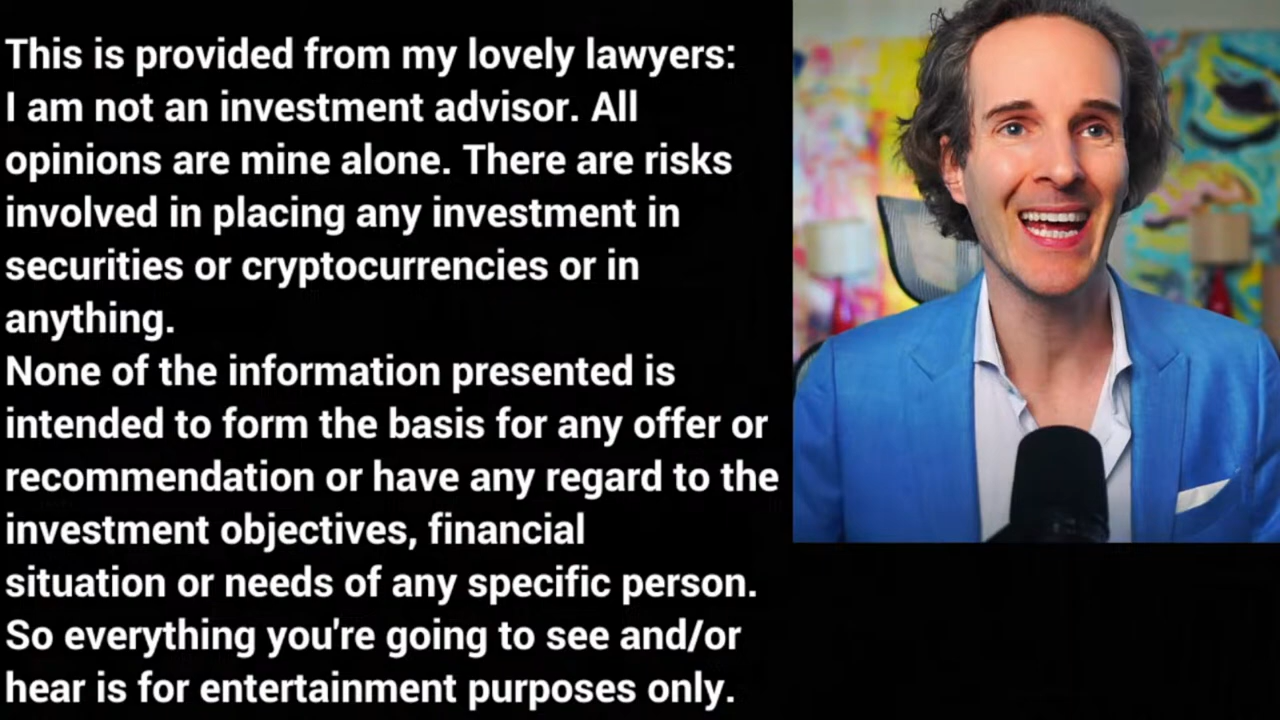 This is provided from my lovely lawyers:
I am not an investment advisor. All
opinions are mine alone. There are risks
involved in placing any investment in
securities or cryptocurrencies or in
anything.
None of the information presented is
intended to form the basis for any offer or
recommendation or have any regard to the
investment objectives, financial
situation or needs of any specific person.
So everything you're going to see and/or
hear is for entertainment purposes only.